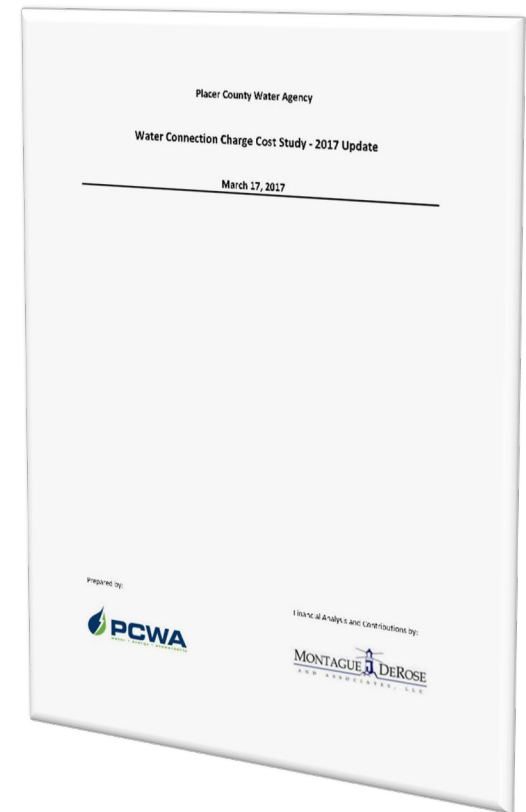 Placer County Water Agency
Water Connection Charge Cost Study - 2017 Update
March 17, 2017
Prepared by:
PCWA
Financial Analysis and Contributions by:
MONTAGUE DEROSE
AND ASSOCIATES, LLC